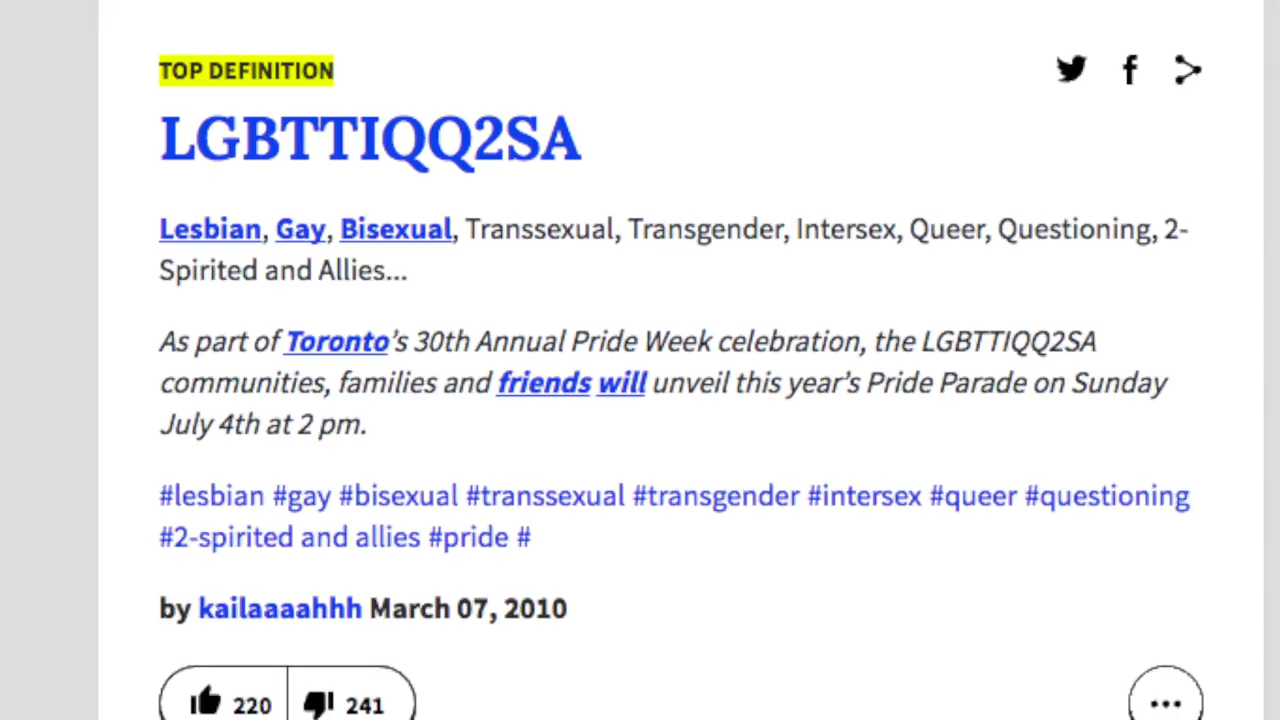 TOP DEFINITION
LGBTTIQQ2SA
Lesbian, Gay, Bisexual, Transsexual, Transgender, Intersex, Queer, Questioning, 2-
Spirited and Allies...
As part of Toronto’s 30th Annual Pride Week celebration, the LGBTTIQQ2SA
communities, families and friends will unveil this year’s Pride Parade on Sunday
July 4th at 2 pm.
#lesbian #gay #bisexual #transsexual #transgender #intersex #queer #questioning
#2-spirited and allies #pride #
by kailaaaahhh March 07, 2010
220 241